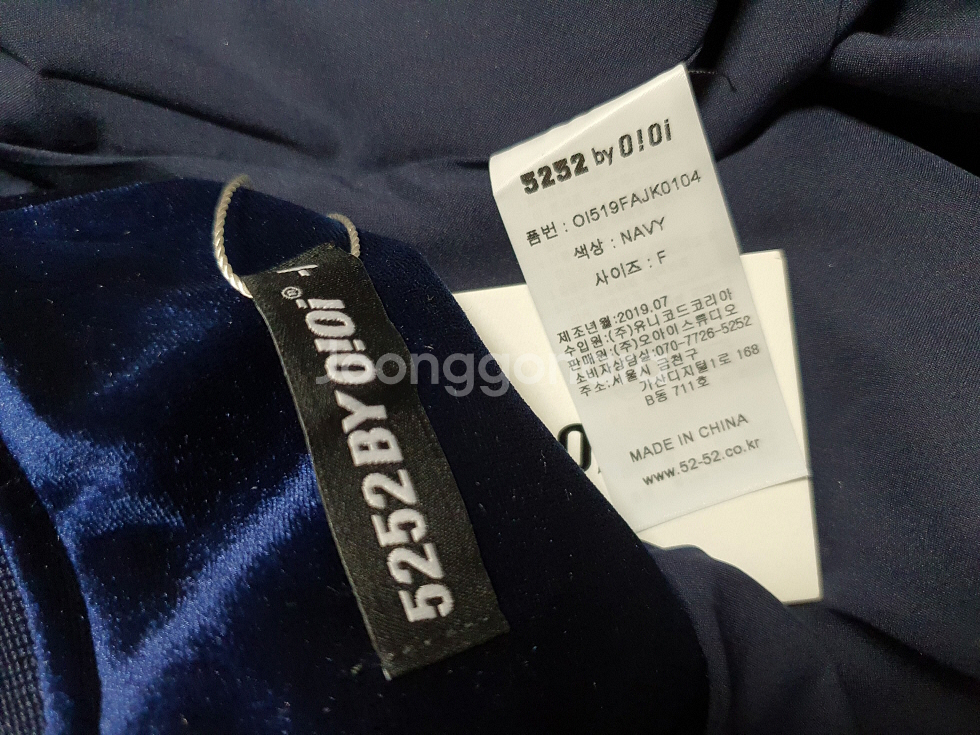 5252 by O!Oi
품번 : OI519FAJK0104
색상 : NAVY
사이즈 : F
제조년월:2019.07
수입원:(주)유니코드코리아
판매원:(주)오아이스튜디오
소비자상담실:070-7726-5252
주소:서울시 금천구
가산디지털1로 168
B동 711호
MADE IN CHINA
www.52-52.co.kr
5252 BY O!Oi®